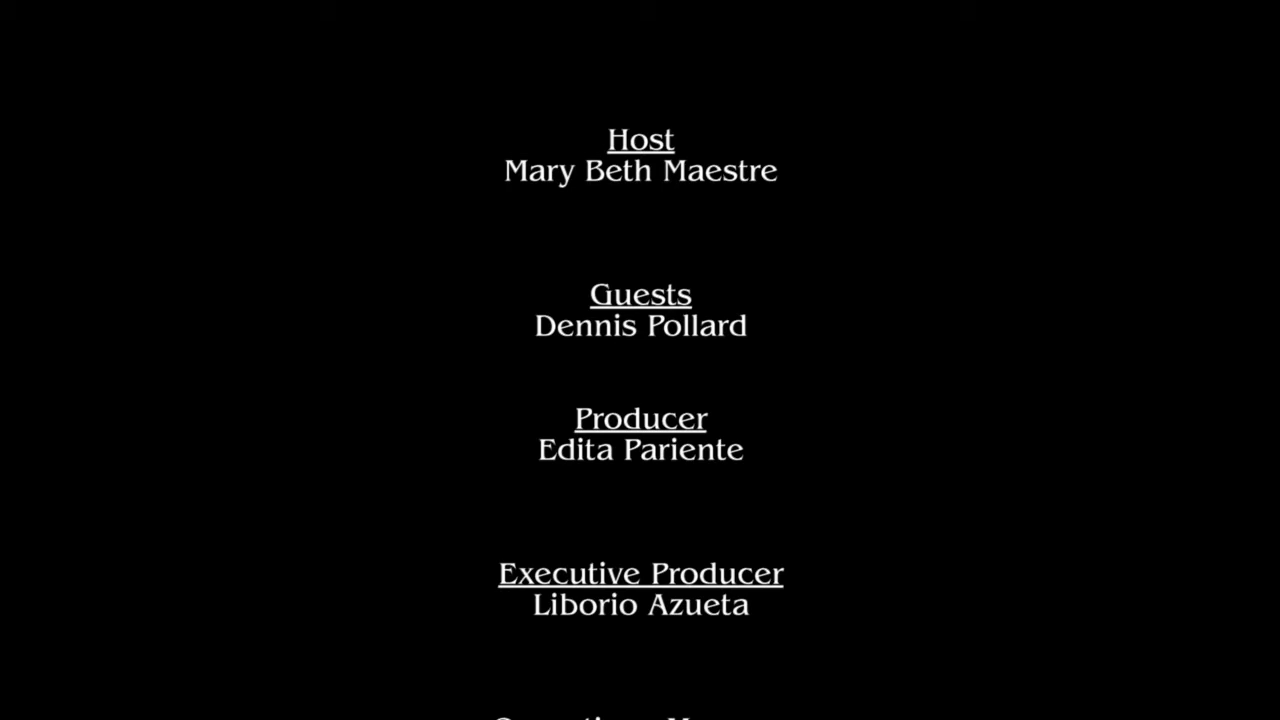 Host
Mary Beth Maestre
Guests
Dennis Pollard
Producer
Edita Pariente
Executive Producer
Liborio Azueta